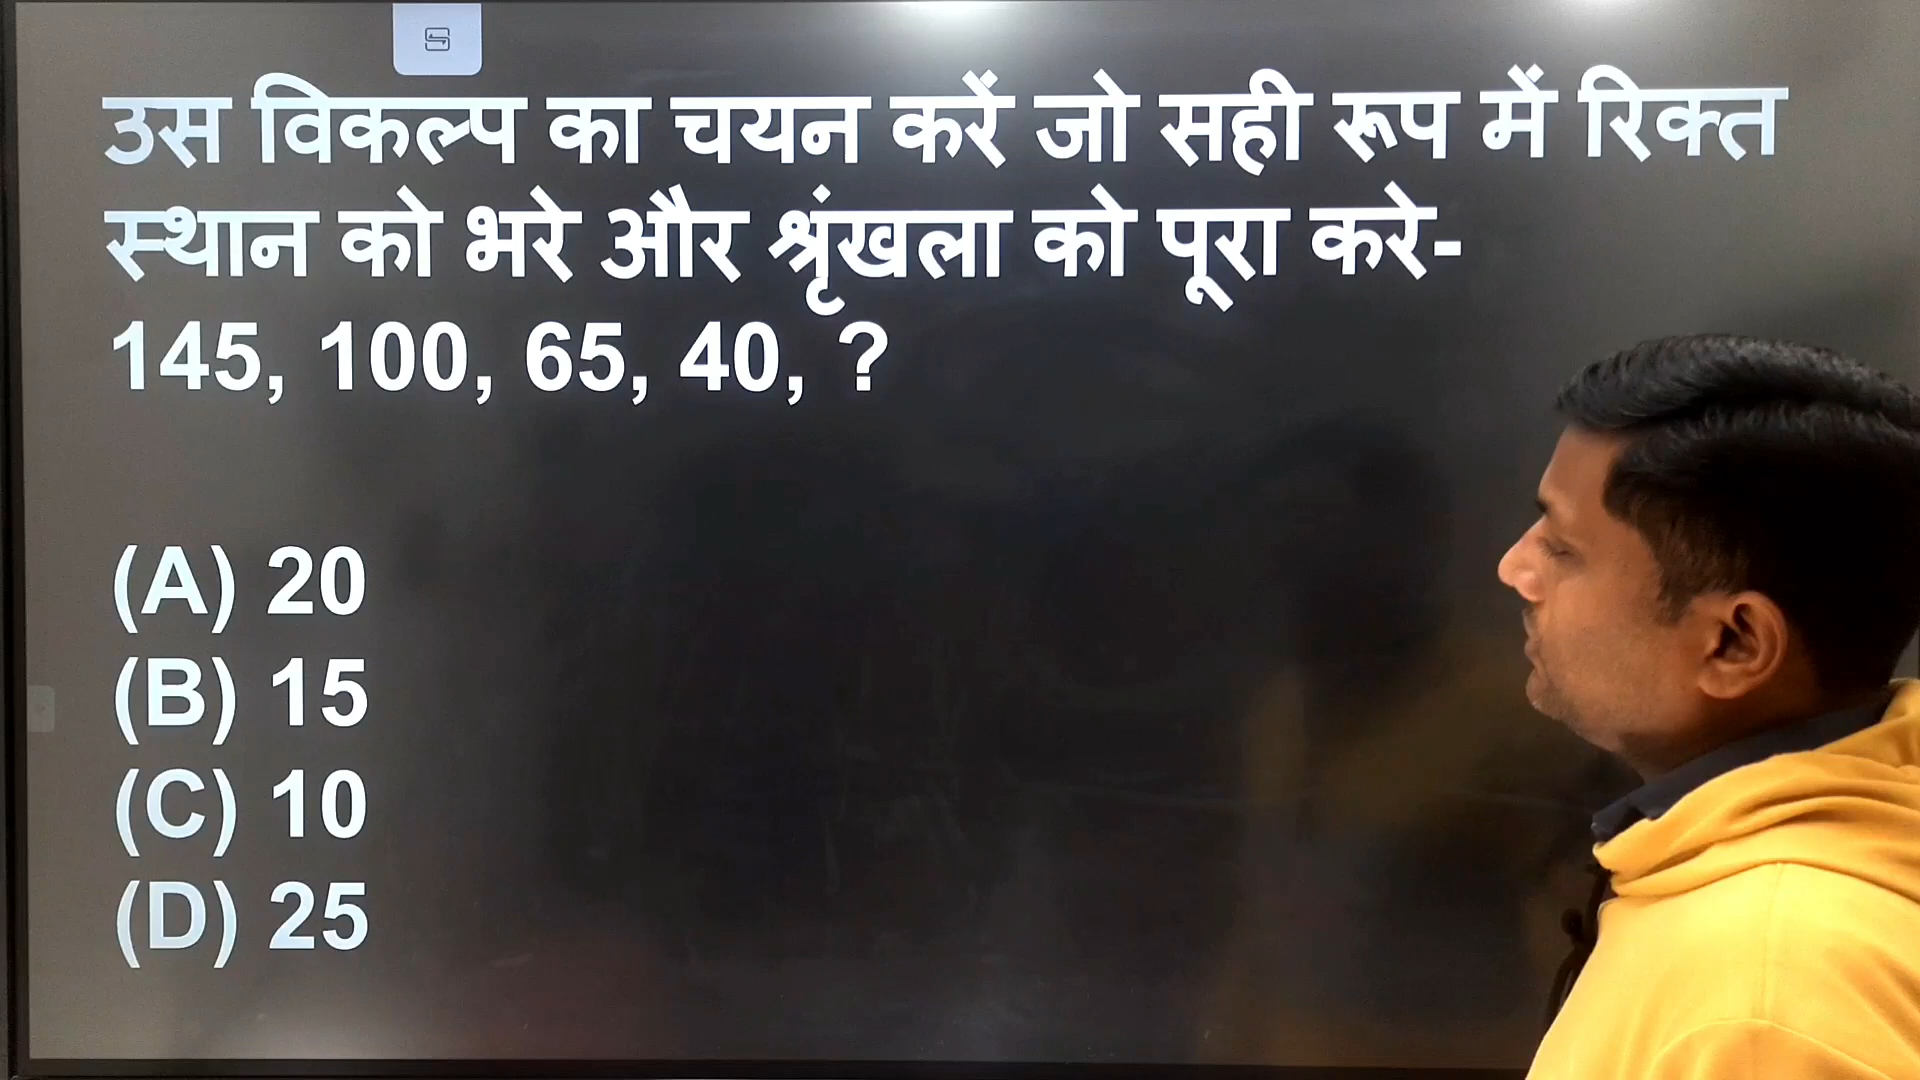 उस विकल्प का चयन करें जो सही रूप में रिक्त
स्थान को भरे और श्रृंखला को पूरा करे-
145, 100, 65, 40, ?
(A) 20
(B) 15
(C) 10
(D) 25